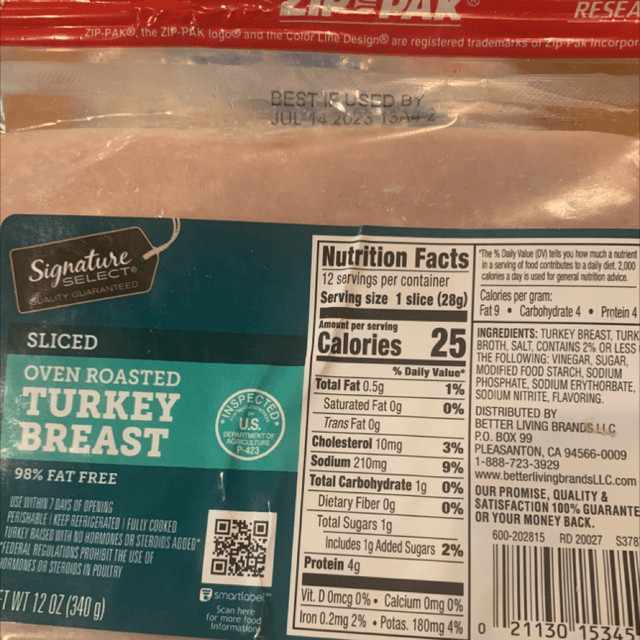 ZIP PAK®
RESEA
ZIP-PAK®, the ZIP-PAK logo® and the Color Line Design® are registered trademarks of Zip-Pak Incorpor
BEST IF USED BY
JUL 14 2023 13A4 2
Signature
SELECT®
QUALITY GUARANTEED
SLICED
OVEN ROASTED
TURKEY
BREAST
98% FAT FREE
INSPECTED
U.S.
DEPARTMENT OF
AGRICULTURE
P-423
USE WITHIN 7 DAYS OF OPENING
PERISHABLE | KEEP REFRIGERATED | FULLY COOKED
TURKEY RAISED WITH NO HORMONES OR STEROIDS ADDED*
*FEDERAL REGULATIONS PROHIBIT THE USE OF
HORMONES OR STEROIDS IN POULTRY
ET WT 12 OZ (340 g)
smartlabel™
Scan here
for more food
information
Nutrition Facts
12 servings per container
Serving size 1 slice (28g)
Amount per serving
Calories 25
% Daily Value*
Total Fat 0.5g 1%
Saturated Fat 0g 0%
Trans Fat 0g
Cholesterol 10mg 3%
Sodium 210mg 9%
Total Carbohydrate 1g 0%
Dietary Fiber 0g 0%
Total Sugars 1g
Includes 1g Added Sugars 2%
Protein 4g
Vit. D 0mcg 0% • Calcium 0mg 0%
Iron 0.2mg 2% • Potas. 180mg 4%
*The % Daily Value (DV) tells you how much a nutrient
in a serving of food contributes to a daily diet. 2,000
calories a day is used for general nutrition advice.
Calories per gram:
Fat 9 • Carbohydrate 4 • Protein 4
INGREDIENTS: TURKEY BREAST, TURK
BROTH, SALT, CONTAINS 2% OR LESS
THE FOLLOWING: VINEGAR, SUGAR,
MODIFIED FOOD STARCH, SODIUM
PHOSPHATE, SODIUM ERYTHORBATE,
SODIUM NITRITE, FLAVORING.
DISTRIBUTED BY
BETTER LIVING BRANDS LLC
P.O. BOX 99
PLEASANTON, CA 94566-0009
1-888-723-3929
www.betterlivingbrandsLLC.com
OUR PROMISE, QUALITY &
SATISFACTION 100% GUARANTE
OR YOUR MONEY BACK.
600-202815 RD 20027 S378
0 21130 15345